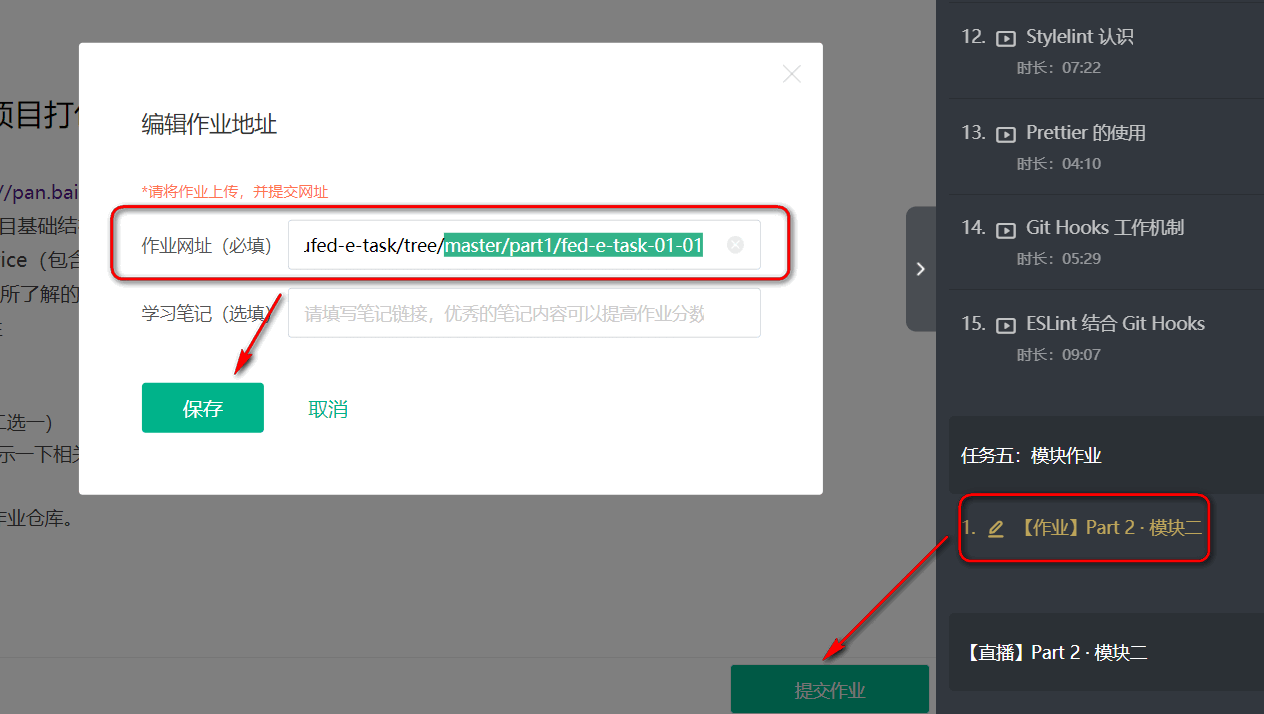 项目打
//pan.bai
目基础结
ice（包含
所了解的
二选一）
示一下相关
作业仓库。
编辑作业地址
*请将作业上传，并提交网址
作业网址（必填）
ufed-e-task/tree/master/part1/fed-e-task-01-01
学习笔记（选填）
请填写笔记链接，优秀的笔记内容可以提高作业分数
保存
取消
提交作业
12. Stylelint 认识
时长：07:22
13. Prettier 的使用
时长：04:10
14. Git Hooks 工作机制
时长：05:29
15. ESLint 结合 Git Hooks
时长：09:07
任务五：模块作业
1. 【作业】Part 2 · 模块二
【直播】Part 2 · 模块二